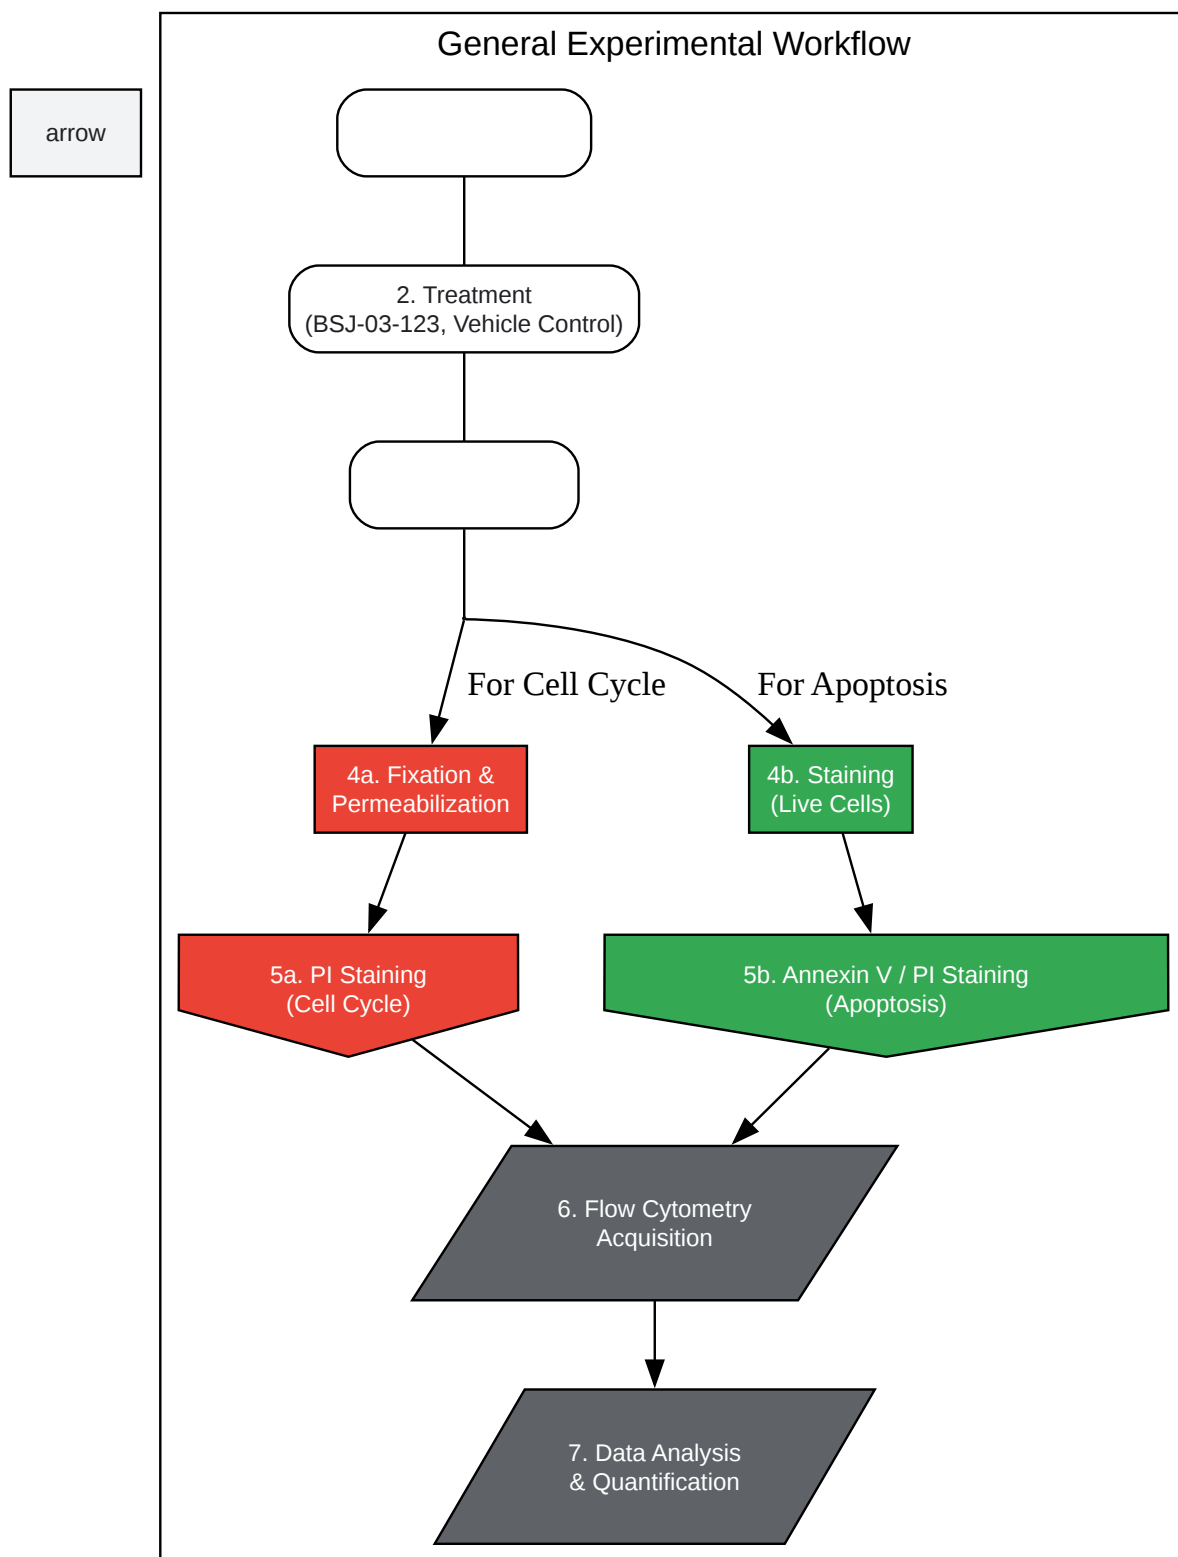 General Experimental Workflow
arrow
2. Treatment
(BSJ-03-123, Vehicle Control)
For Cell Cycle
For Apoptosis
4a. Fixation &
Permeabilization
4b. Staining
(Live Cells)
5a. PI Staining
(Cell Cycle)
5b. Annexin V / PI Staining
(Apoptosis)
6. Flow Cytometry
Acquisition
7. Data Analysis
& Quantification